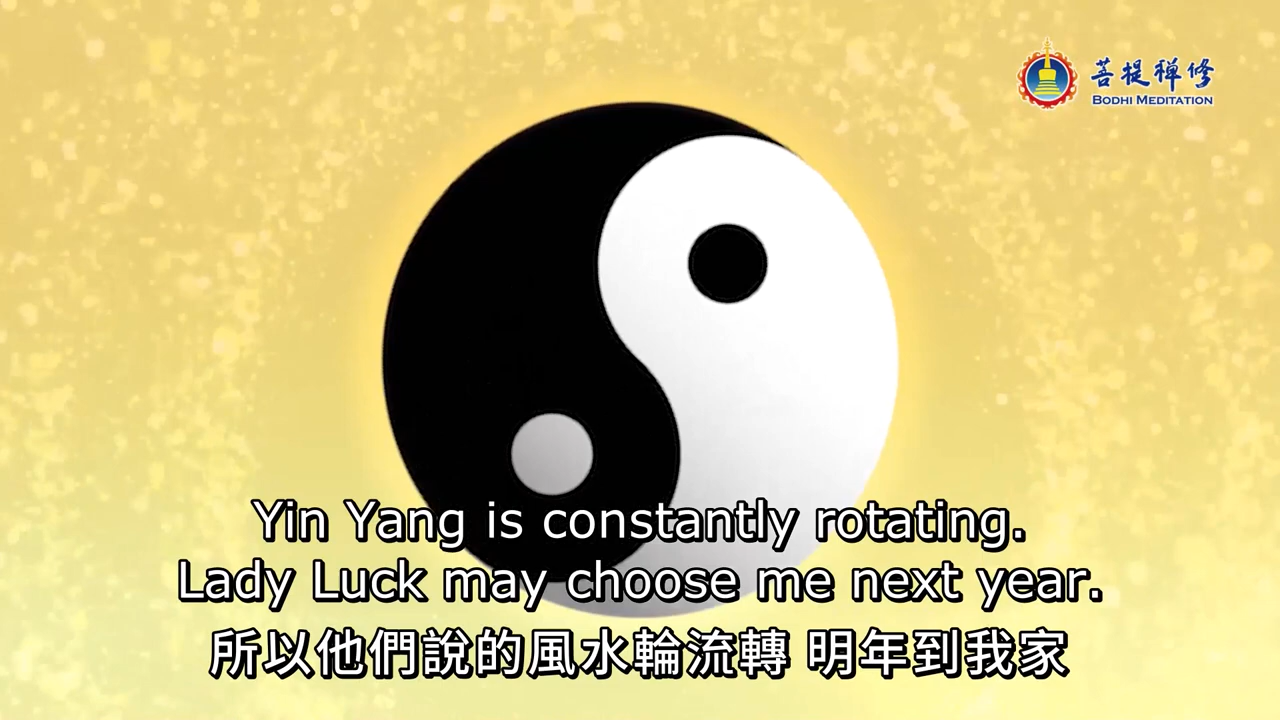 菩提禪修
BODHI MEDITATION
Yin Yang is constantly rotating.
Lady Luck may choose me next year.
所以他們說的風水輪流轉 明年到我家